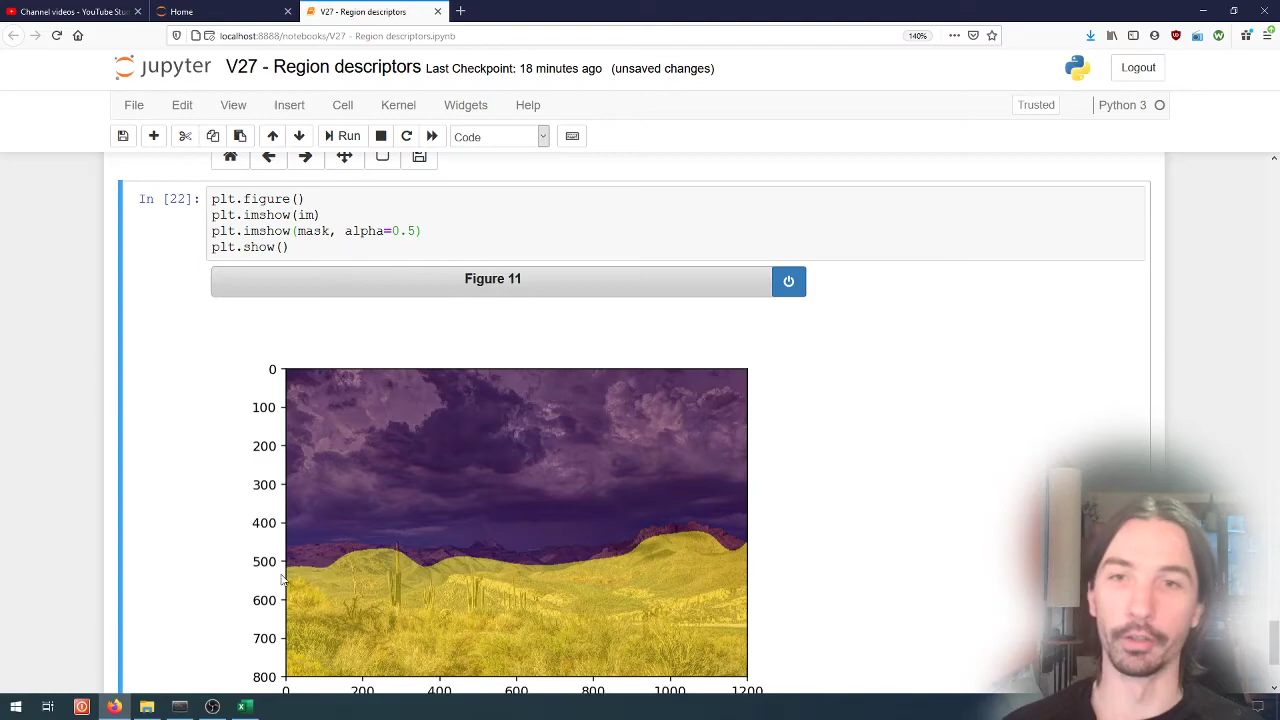 Channel videos - YouTube Stu
Home
V27 - Region descriptors
localhost:8888/notebooks/V27 - Region descriptors.ipynb
140%
jupyter V27 - Region descriptors Last Checkpoint: 18 minutes ago (unsaved changes)
Logout
File Edit View Insert Cell Kernel Widgets Help
Trusted
Python 3
Run
Code
In [22]:
plt.figure()
plt.imshow(im)
plt.imshow(mask, alpha=0.5)
plt.show()
Figure 11
0
100
200
300
400
500
600
700
800
0 200 400 600 800 1000 1200